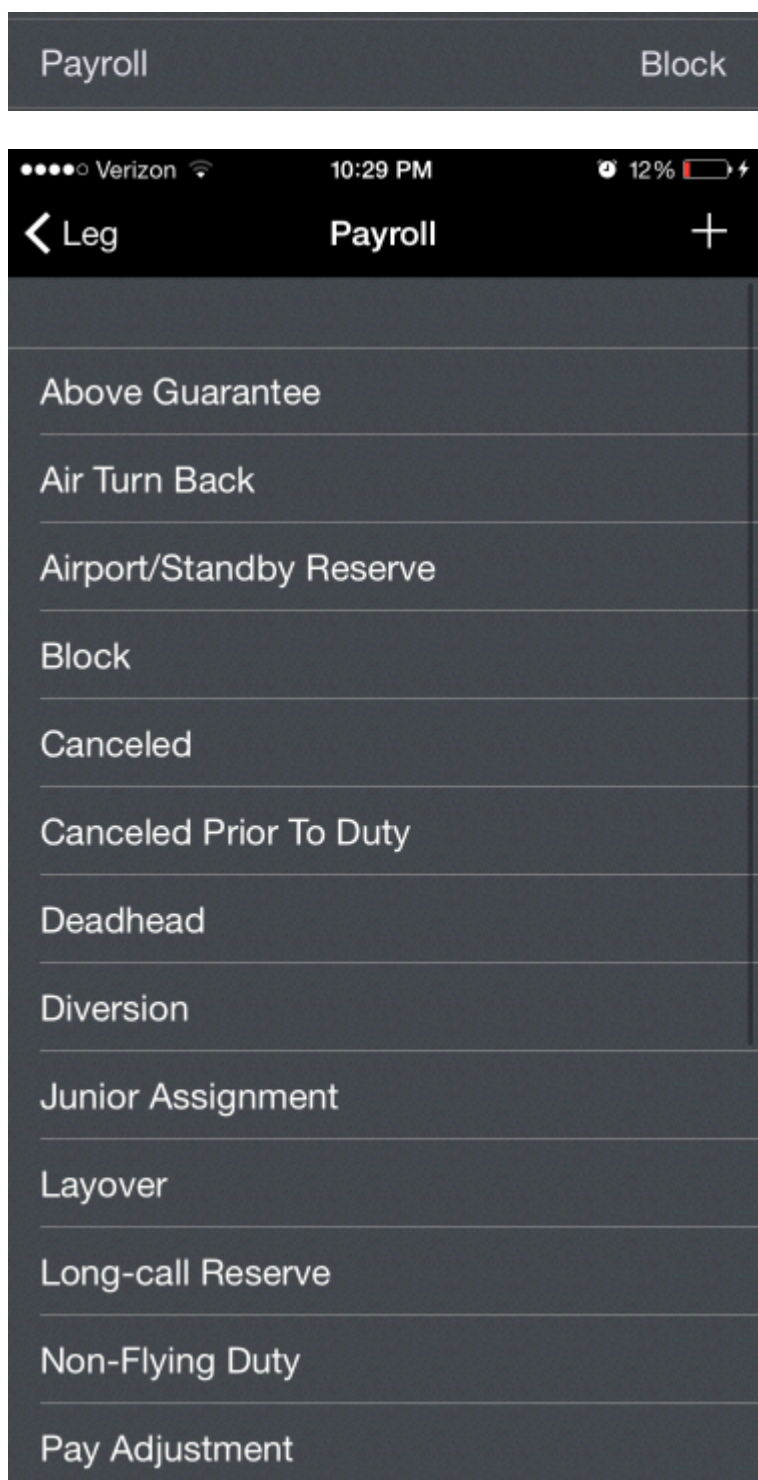 Payroll Block
Verizon 10:29 PM 12%
Leg Payroll +
Above Guarantee
Air Turn Back
Airport/Standby Reserve
Block
Canceled
Canceled Prior To Duty
Deadhead
Diversion
Junior Assignment
Layover
Long-call Reserve
Non-Flying Duty
Pay Adjustment